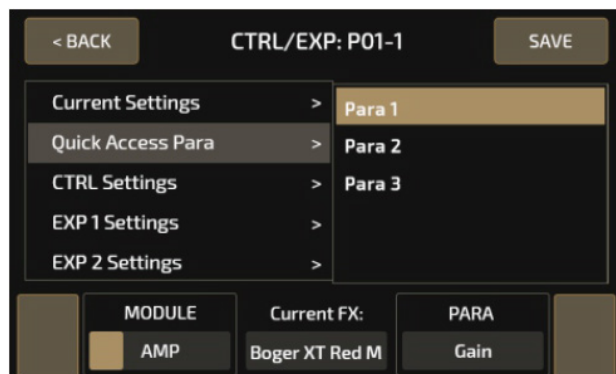 < BACK CTRL/EXP: P01-1 SAVE
Current Settings > Para 1
Quick Access Para > Para 2
CTRL Settings > Para 3
EXP 1 Settings >
EXP 2 Settings >
MODULE Current FX: PARA
AMP Boger XT Red M Gain